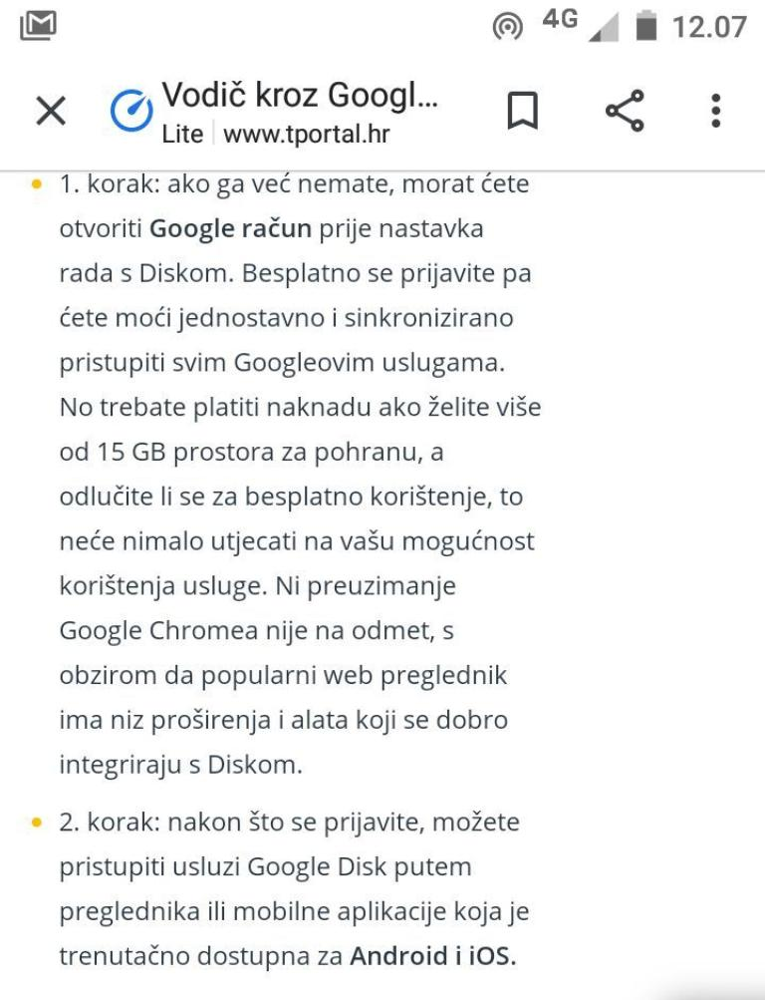 4G 12.07
Vodič kroz Googl...
Lite www.tportal.hr
1. korak: ako ga već nemate, morat ćete
otvoriti Google račun prije nastavka
rada s Diskom. Besplatno se prijavite pa
ćete moći jednostavno i sinkronizirano
pristupiti svim Googleovim uslugama.
No trebate platiti naknadu ako želite više
od 15 GB prostora za pohranu, a
odlučite li se za besplatno korištenje, to
neće nimalo utjecati na vašu mogućnost
korištenja usluge. Ni preuzimanje
Google Chromea nije na odmet, s
obzirom da popularni web preglednik
ima niz proširenja i alata koji se dobro
integriraju s Diskom.
2. korak: nakon što se prijavite, možete
pristupiti usluzi Google Disk putem
preglednika ili mobilne aplikacije koja je
trenutačno dostupna za Android i iOS.